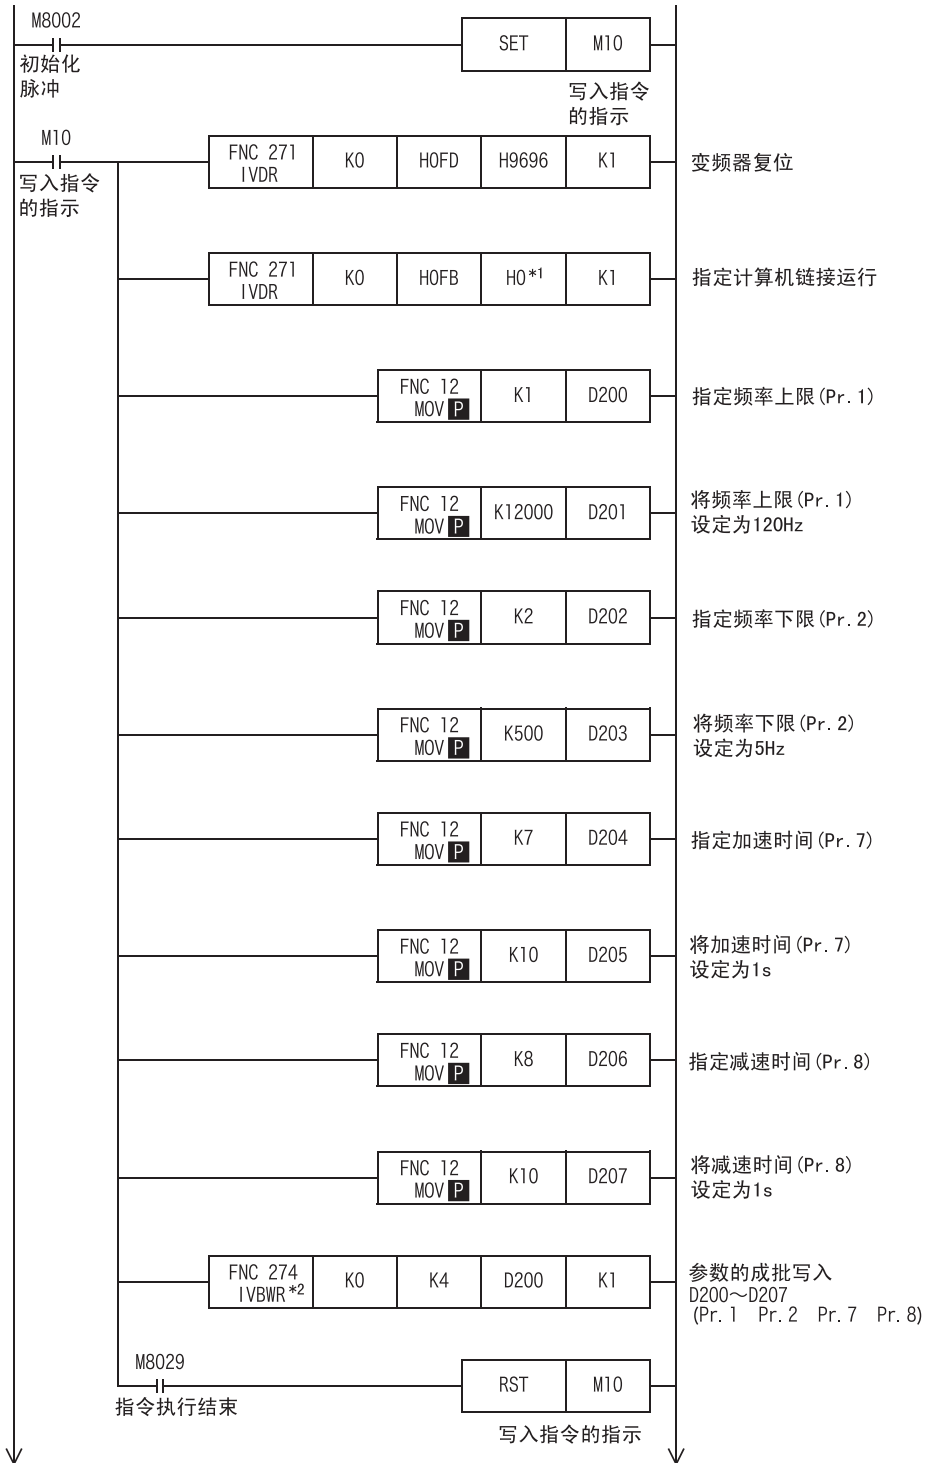 M8002
SET M10
初始化
脉冲
写入指令
的指示
M10
FNC 271
IVDR K0 H0FD H9696 K1 变频器复位
写入指令
的指示
FNC 271
IVDR K0 H0FB H0*1 K1 指定计算机链接运行
FNC 12
MOV P K1 D200 指定频率上限(Pr.1)
FNC 12
MOV P K12000 D201
将频率上限(Pr.1)
设定为120Hz
FNC 12
MOV P K2 D202 指定频率下限(Pr.2)
FNC 12
MOV P K500 D203
将频率下限(Pr.2)
设定为5Hz
FNC 12
MOV P K7 D204 指定加速时间(Pr.7)
FNC 12
MOV P K10 D205
将加速时间(Pr.7)
设定为1s
FNC 12
MOV P K8 D206 指定减速时间(Pr.8)
FNC 12
MOV P K10 D207
将减速时间(Pr.8)
设定为1s
FNC 274
IVBWR*2 K0 K4 D200 K1
参数的成批写入
D200～D207
(Pr.1 Pr.2 Pr.7 Pr.8)
M8029
RST M10
指令执行结束
写入指令的指示